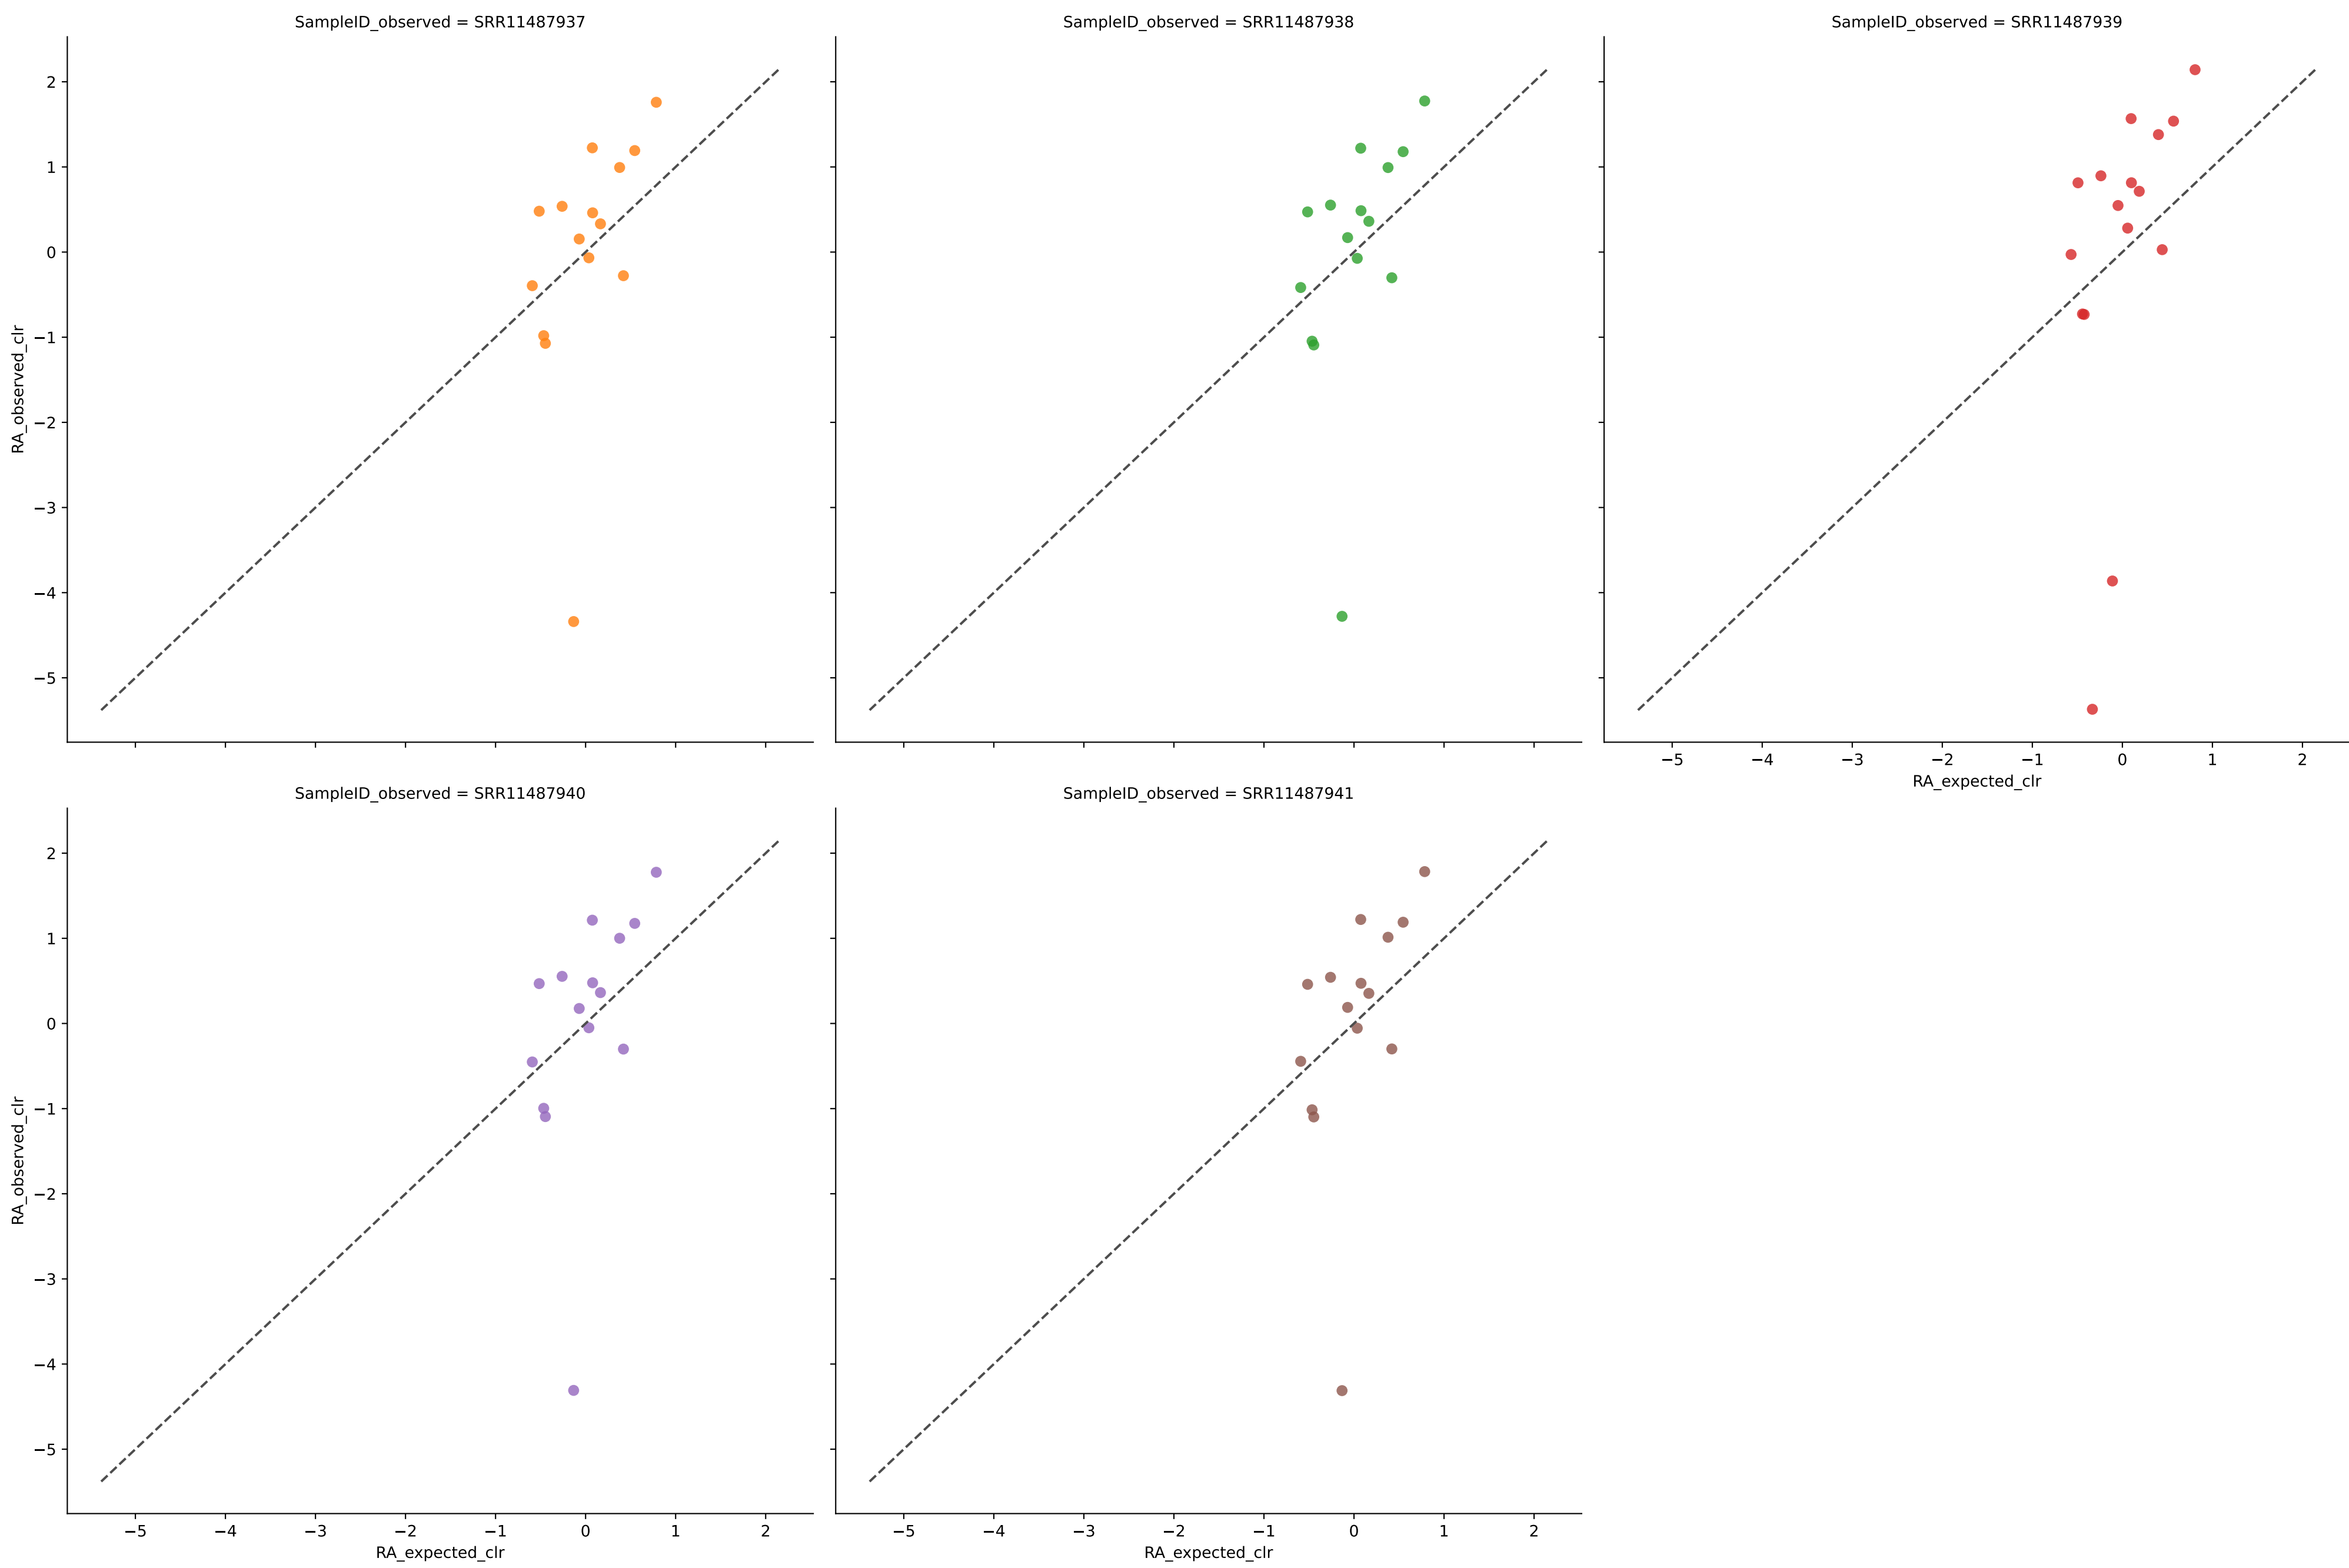 SampleID_observed = SRR11487937
SampleID_observed = SRR11487938
SampleID_observed = SRR11487939
2
1
0
−1
−2
−3
−4
−5
RA_observed_clr
−5 −4 −3 −2 −1 0 1 2
RA_expected_clr
SampleID_observed = SRR11487940
SampleID_observed = SRR11487941
2
1
0
−1
−2
−3
−4
−5
RA_observed_clr
−5 −4 −3 −2 −1 0 1 2
RA_expected_clr
−5 −4 −3 −2 −1 0 1 2
RA_expected_clr